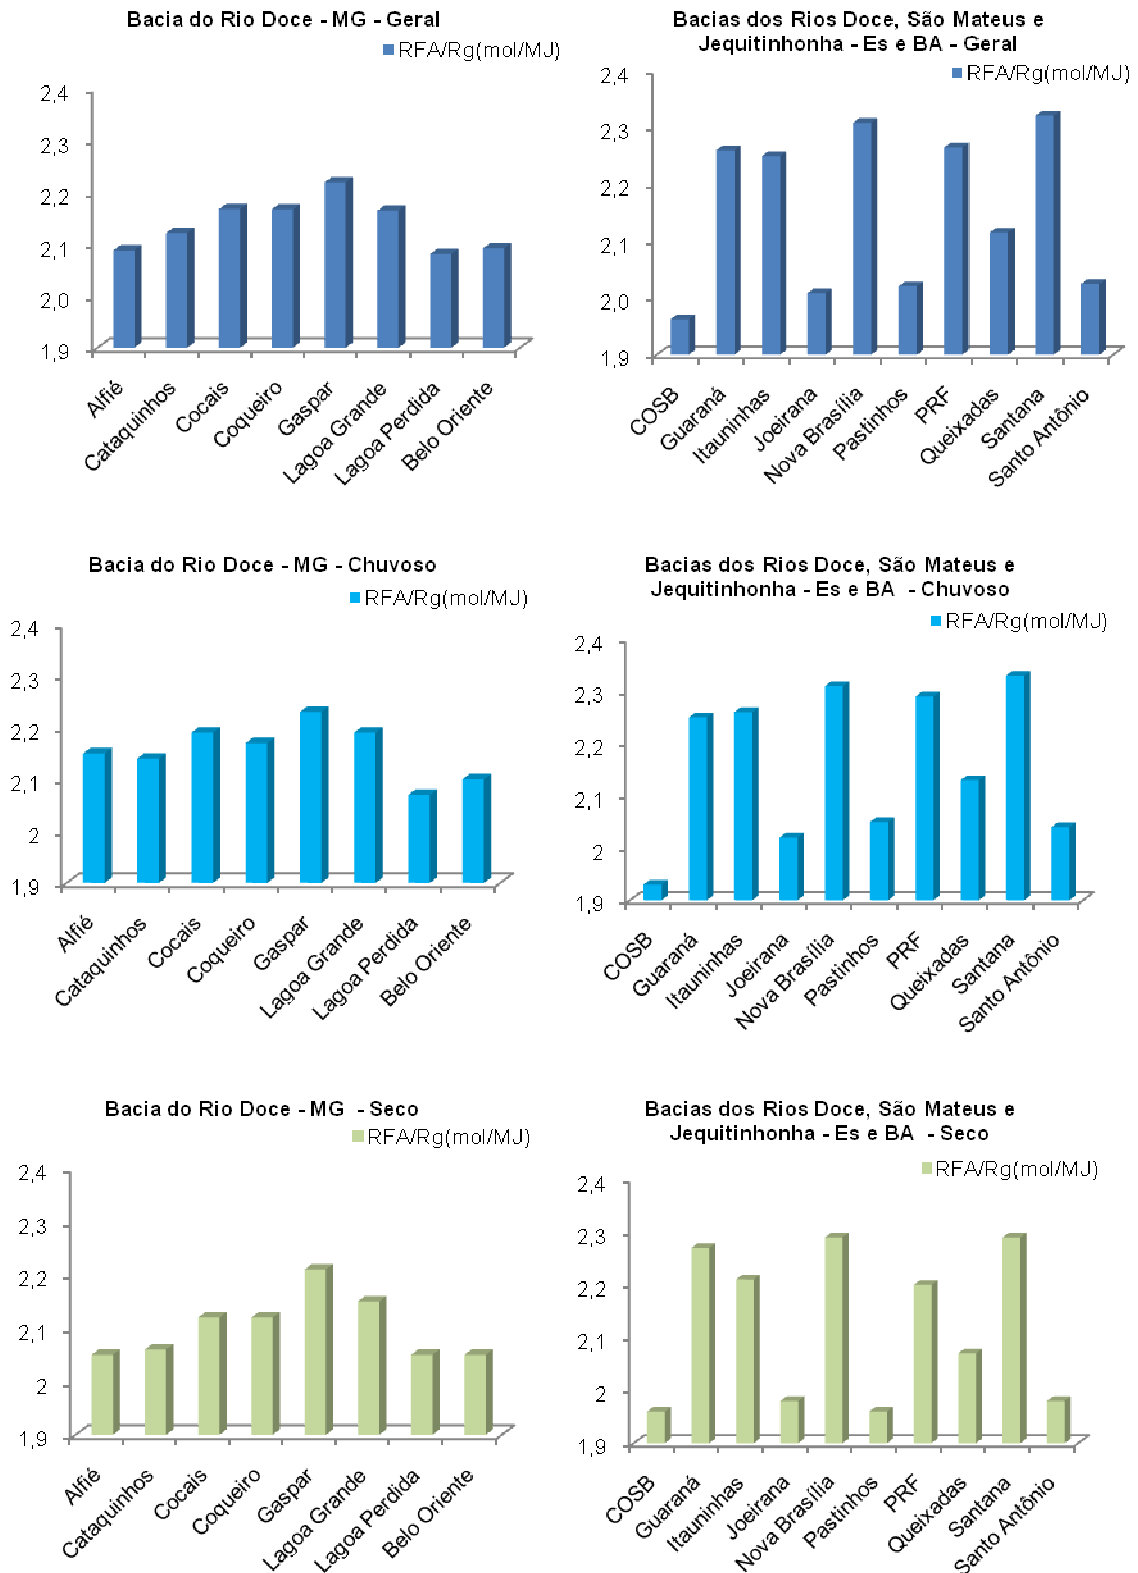 Bacia do Rio Doce - MG - Geral
RFA/Rg(mol/MJ)
2,4
2,3
2,2
2,1
2,0
1,9
Alfié
Cataquinhos
Cocais
Coqueiro
Gaspar
Lagoa Grande
Lagoa Perdida
Belo Oriente
Bacias dos Rios Doce, São Mateus e
Jequitinhonha - Es e BA - Geral
RFA/Rg(mol/MJ)
2,4
2,3
2,2
2,1
2,0
1,9
COSB
Guaraná
Itauninhas
Joeirana
Nova Brasília
Pastinhos
PRF
Queixadas
Santana
Santo Antônio
Bacia do Rio Doce - MG - Chuvoso
RFA/Rg(mol/MJ)
2,4
2,3
2,2
2,1
2
1,9
Alfié
Cataquinhos
Cocais
Coqueiro
Gaspar
Lagoa Grande
Lagoa Perdida
Belo Oriente
Bacias dos Rios Doce, São Mateus e
Jequitinhonha - Es e BA - Chuvoso
RFA/Rg(mol/MJ)
2,4
2,3
2,2
2,1
2
1,9
COSB
Guaraná
Itauninhas
Joeirana
Nova Brasília
Pastinhos
PRF
Queixadas
Santana
Santo Antônio
Bacia do Rio Doce - MG - Seco
RFA/Rg(mol/MJ)
2,4
2,3
2,2
2,1
2
1,9
Alfié
Cataquinhos
Cocais
Coqueiro
Gaspar
Lagoa Grande
Lagoa Perdida
Belo Oriente
Bacias dos Rios Doce, São Mateus e
Jequitinhonha - Es e BA - Seco
RFA/Rg(mol/MJ)
2,4
2,3
2,2
2,1
2
1,9
COSB
Guaraná
Itauninhas
Joeirana
Nova Brasília
Pastinhos
PRF
Queixadas
Santana
Santo Antônio